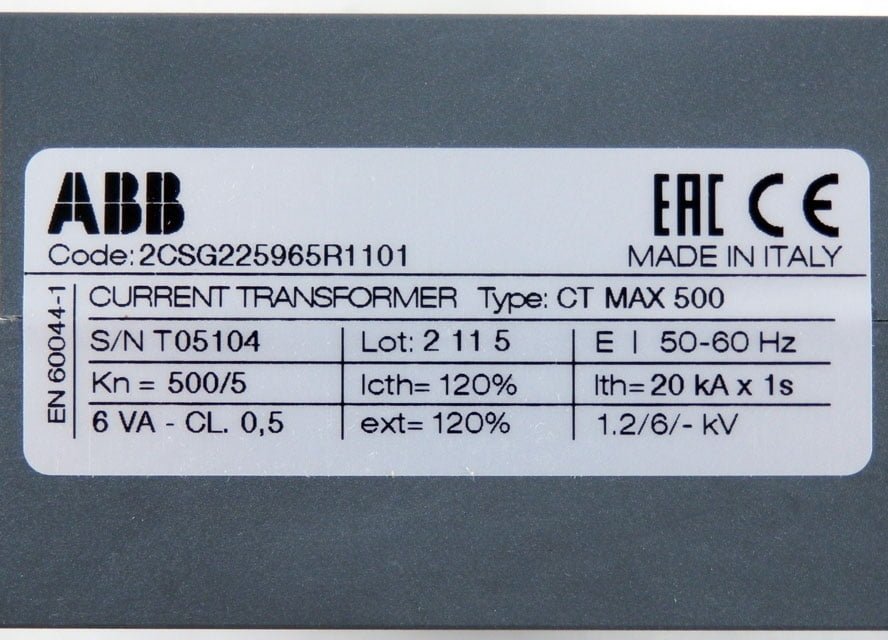 ABB EAC CE
Code: 2CSG225965R1101 MADE IN ITALY
EN 60044-1
CURRENT TRANSFORMER Type: CT MAX 500
S/N T05104 Lot: 2 11 5 E | 50-60 Hz
Kn = 500/5 Icth= 120% Ith= 20 kA x 1s
6 VA - CL. 0,5 ext= 120% 1.2/6/- kV